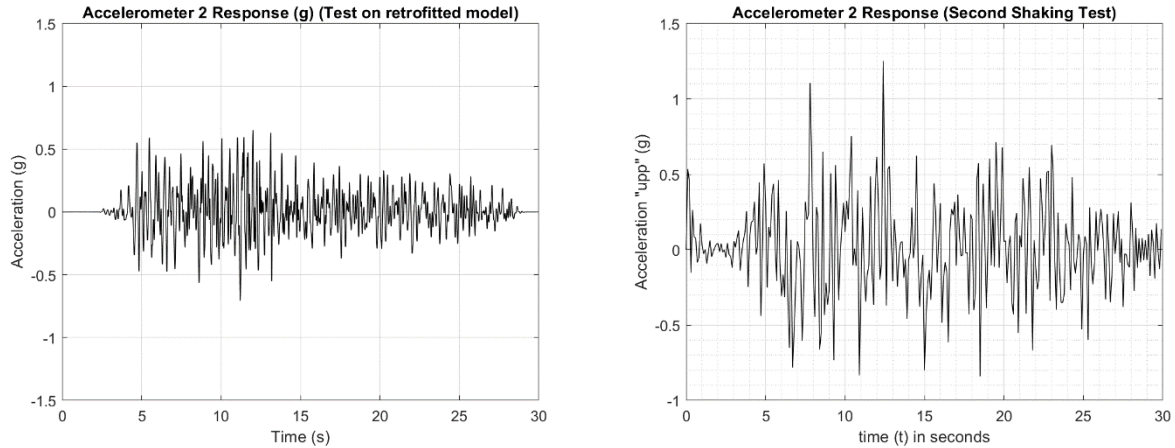 Accelerometer 2 Response (g) (Test on retrofitted model)
1.5
1
0.5
0
-0.5
-1
-1.5
Acceleration (g)
0 5 10 15 20 25 30
Time (s)
Accelerometer 2 Response (Second Shaking Test)
1.5
1
0.5
0
-0.5
-1
Acceleration "upp" (g)
0 5 10 15 20 25 30
time (t) in seconds